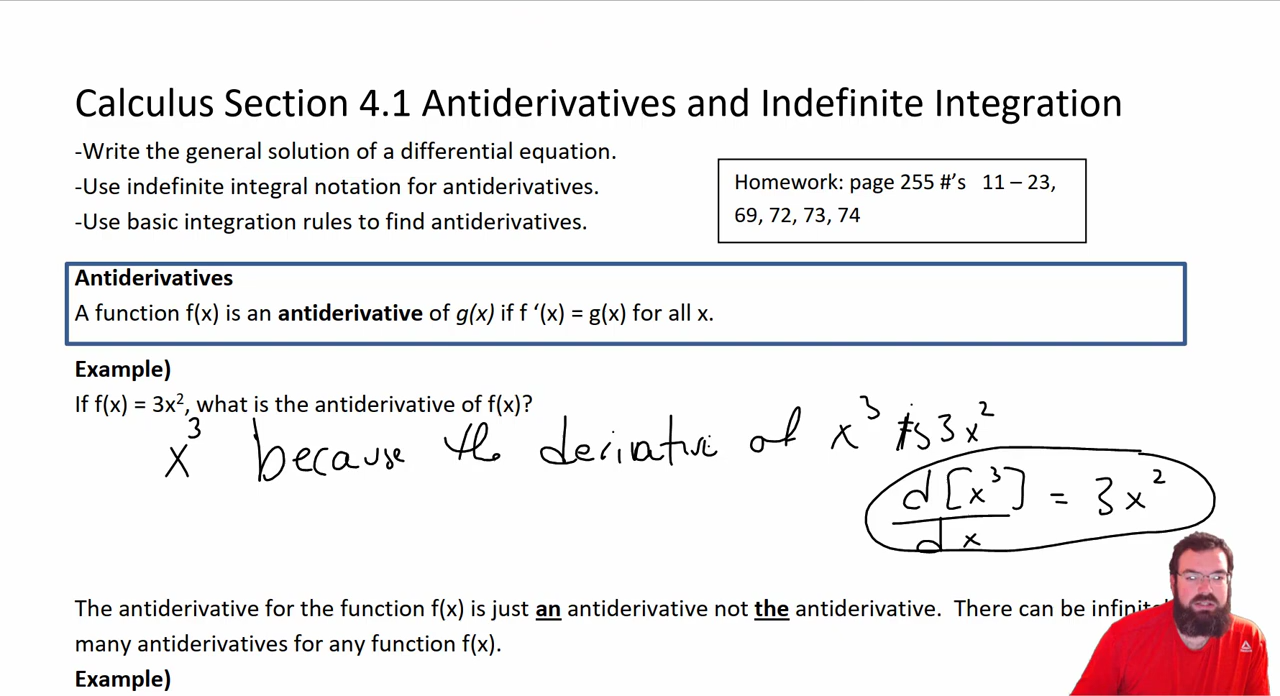 Calculus Section 4.1 Antiderivatives and Indefinite Integration
-Write the general solution of a differential equation.
-Use indefinite integral notation for antiderivatives.
-Use basic integration rules to find antiderivatives.
Homework: page 255 #'s 11 – 23,
69, 72, 73, 74
Antiderivatives
A function f(x) is an antiderivative of g(x) if f ‘(x) = g(x) for all x.
Example)
If f(x) = 3x², what is the antiderivative of f(x)?
x³ because the derivative of x³ is 3x²
d[x³] = 3x²
dx
The antiderivative for the function f(x) is just an antiderivative not the antiderivative. There can be
many antiderivatives for any function f(x).
Example)